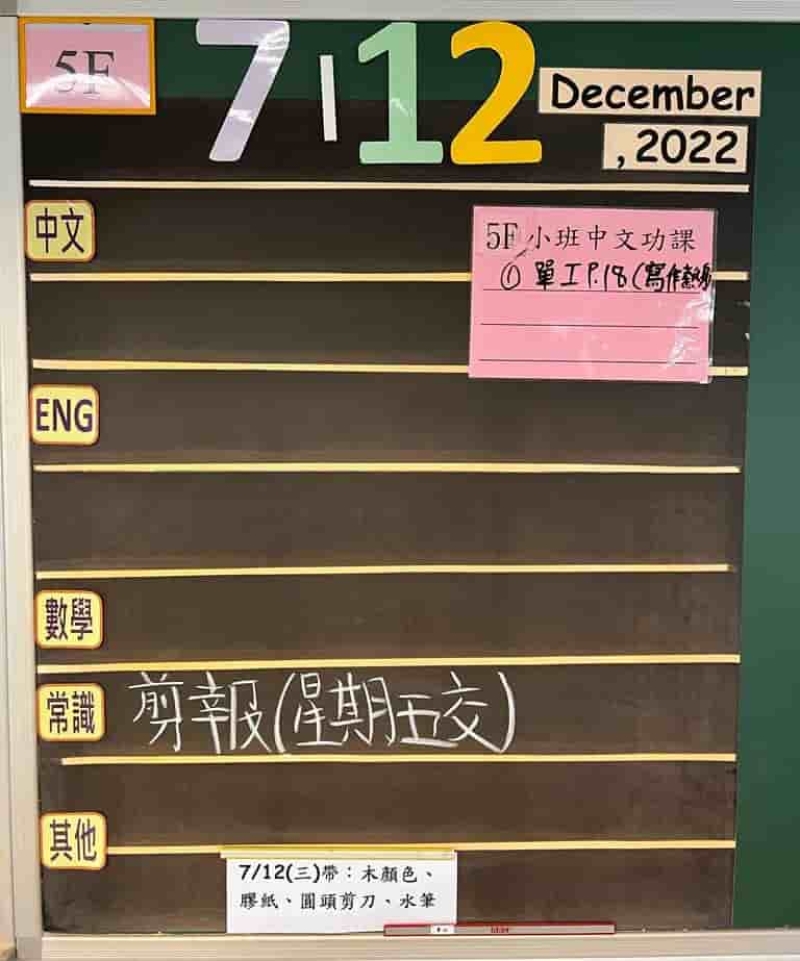 5F
7 | 12
December
, 2022
中文
5F 小班中文功課
① 單工 P.18 (寫作
ENG
數學
常識 剪報(星期五交)
其他
7/12(三)帶：木顏色、
膠紙、圓頭剪刀、水筆